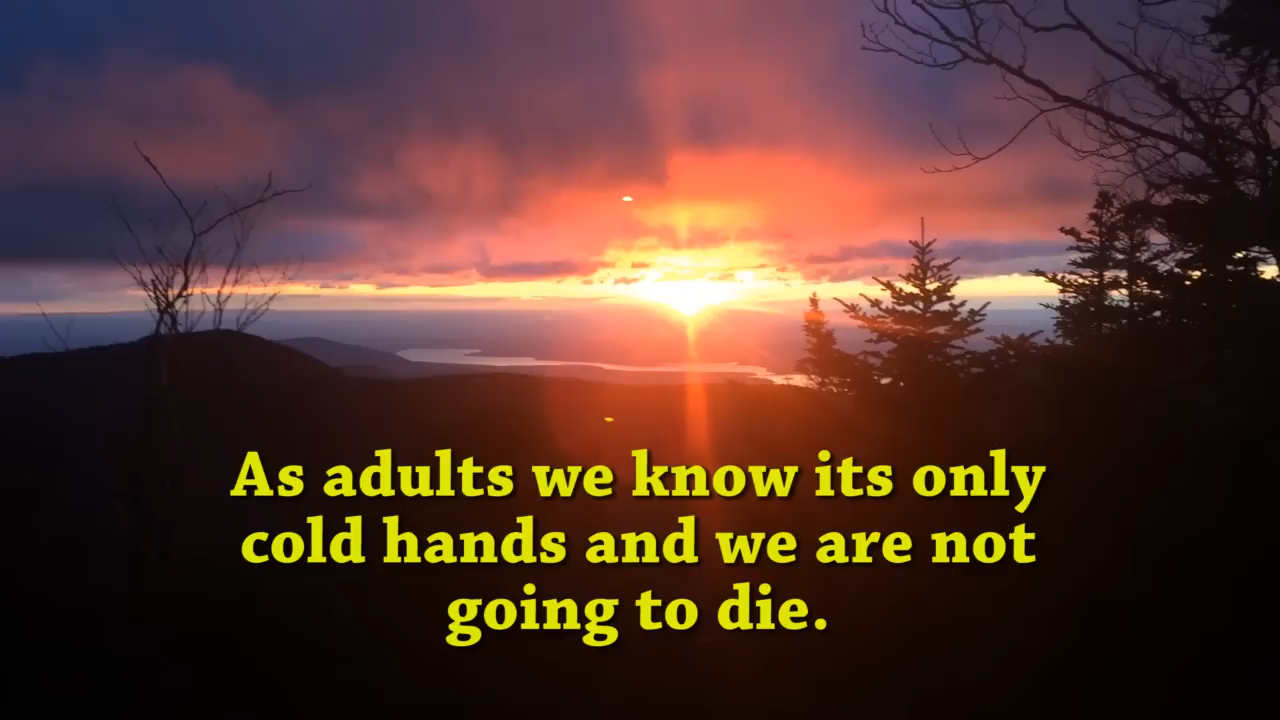 As adults we know its only
cold hands and we are not
going to die.